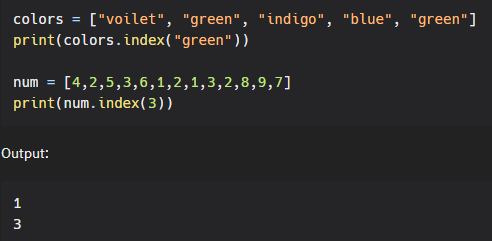 colors = ["voilet", "green", "indigo", "blue", "green"]
print(colors.index("green"))
num = [4,2,5,3,6,1,2,1,3,2,8,9,7]
print(num.index(3))
Output:
1
3